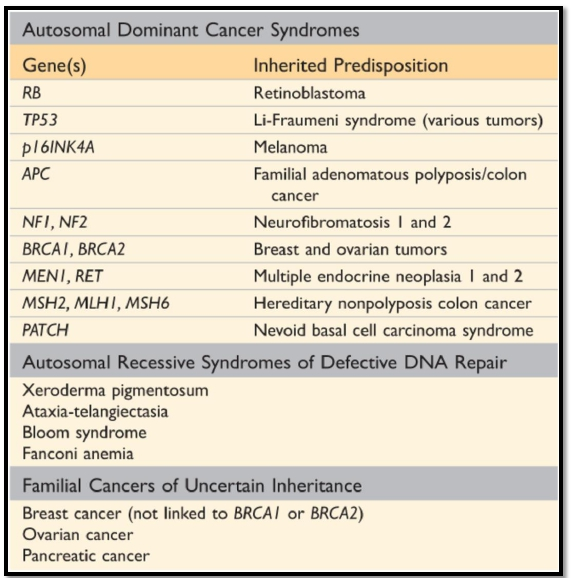 Autosomal Dominant Cancer Syndromes
Gene(s) Inherited Predisposition
RB Retinoblastoma
TP53 Li-Fraumeni syndrome (various tumors)
p16INK4A Melanoma
APC Familial adenomatous polyposis/colon
cancer
NF1, NF2 Neurofibromatosis 1 and 2
BRCA1, BRCA2 Breast and ovarian tumors
MEN1, RET Multiple endocrine neoplasia 1 and 2
MSH2, MLH1, MSH6 Hereditary nonpolyposis colon cancer
PATCH Nevoid basal cell carcinoma syndrome
Autosomal Recessive Syndromes of Defective DNA Repair
Xeroderma pigmentosum
Ataxia-telangiectasia
Bloom syndrome
Fanconi anemia
Familial Cancers of Uncertain Inheritance
Breast cancer (not linked to BRCA1 or BRCA2)
Ovarian cancer
Pancreatic cancer